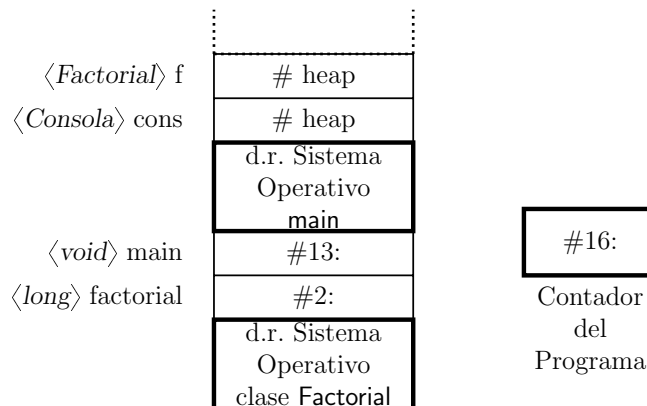 ⟨Factorial⟩ f # heap
⟨Consola⟩ cons # heap
d.r. Sistema
Operativo
main
⟨void⟩ main #13:
⟨long⟩ factorial #2:
d.r. Sistema
Operativo
clase Factorial
#16:
Contador
del
Programa